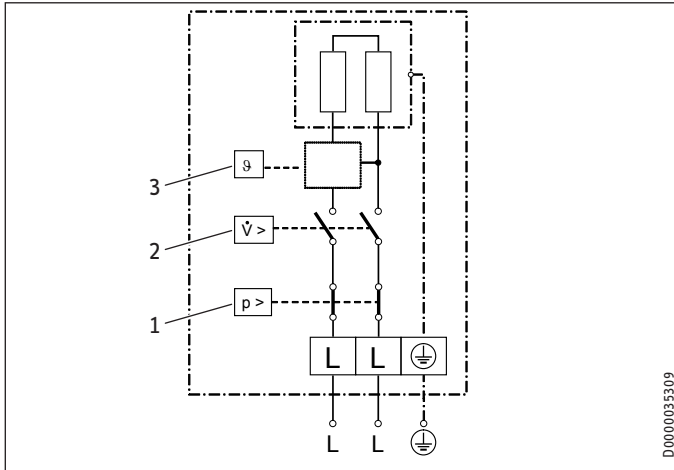 3 ϑ
2 V̇ >
1 p >
L L
L L
D0000035309